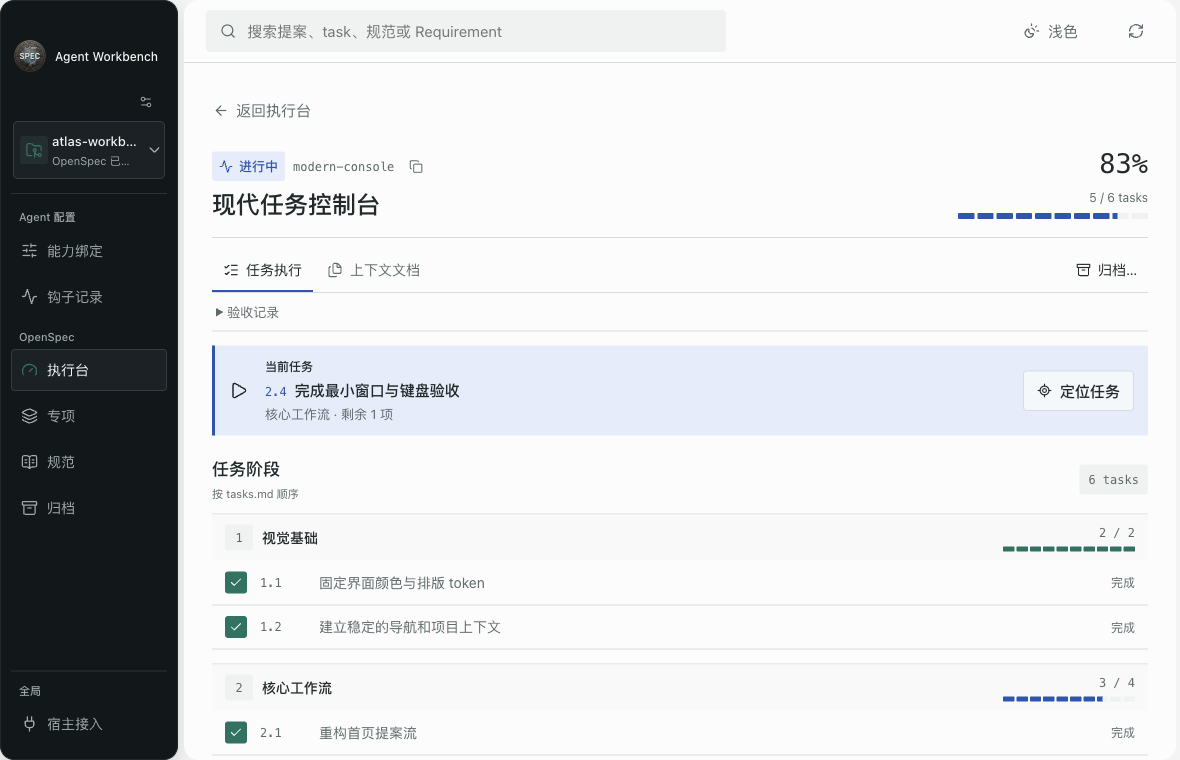 SPEC
Agent Workbench
atlas-workb...
OpenSpec 已...
Agent 配置
能力绑定
钩子记录
OpenSpec
执行台
专项
规范
归档
全局
宿主接入
搜索提案、task、规范或 Requirement
浅色
返回执行台
进行中 modern-console
83%
现代任务控制台
5 / 6 tasks
任务执行 上下文文档 归档...
验收记录
当前任务
2.4 完成最小窗口与键盘验收
核心工作流 · 剩余 1 项
定位任务
任务阶段
按 tasks.md 顺序
6 tasks
1 视觉基础 2 / 2
1.1 固定界面颜色与排版 token 完成
1.2 建立稳定的导航和项目上下文 完成
2 核心工作流 3 / 4
2.1 重构首页提案流 完成